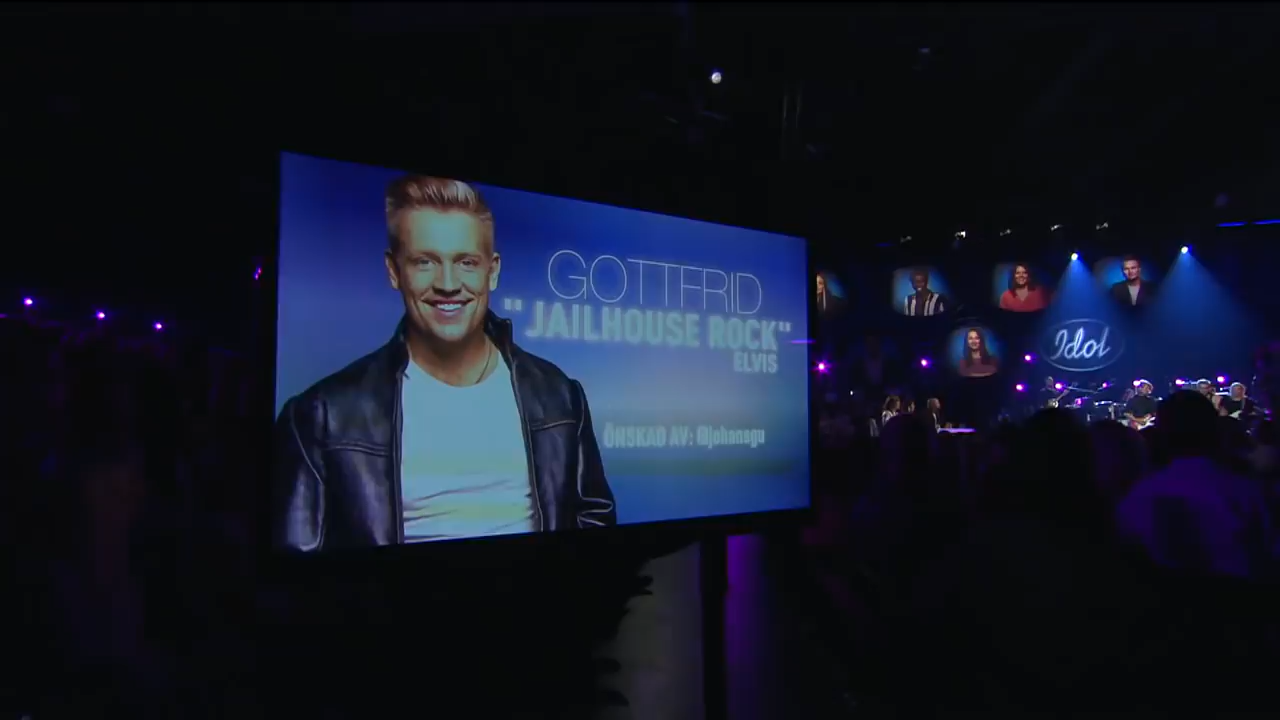 GOTTFRID
"JAILHOUSE ROCK"
ELVIS
ÖNSKAD AV: @johansgu
Idol